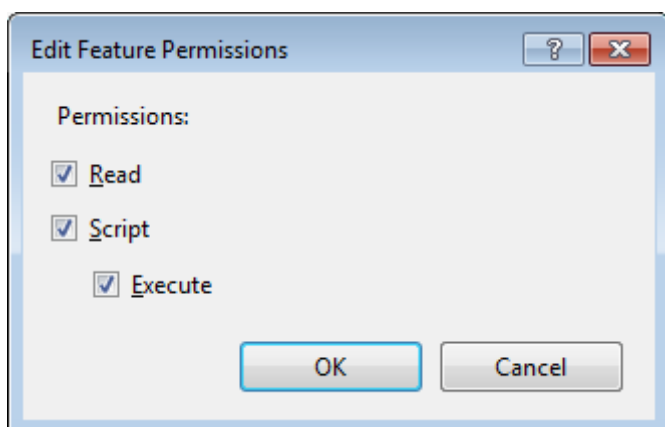 Edit Feature Permissions
?
Permissions:
Read
Script
Execute
OK
Cancel